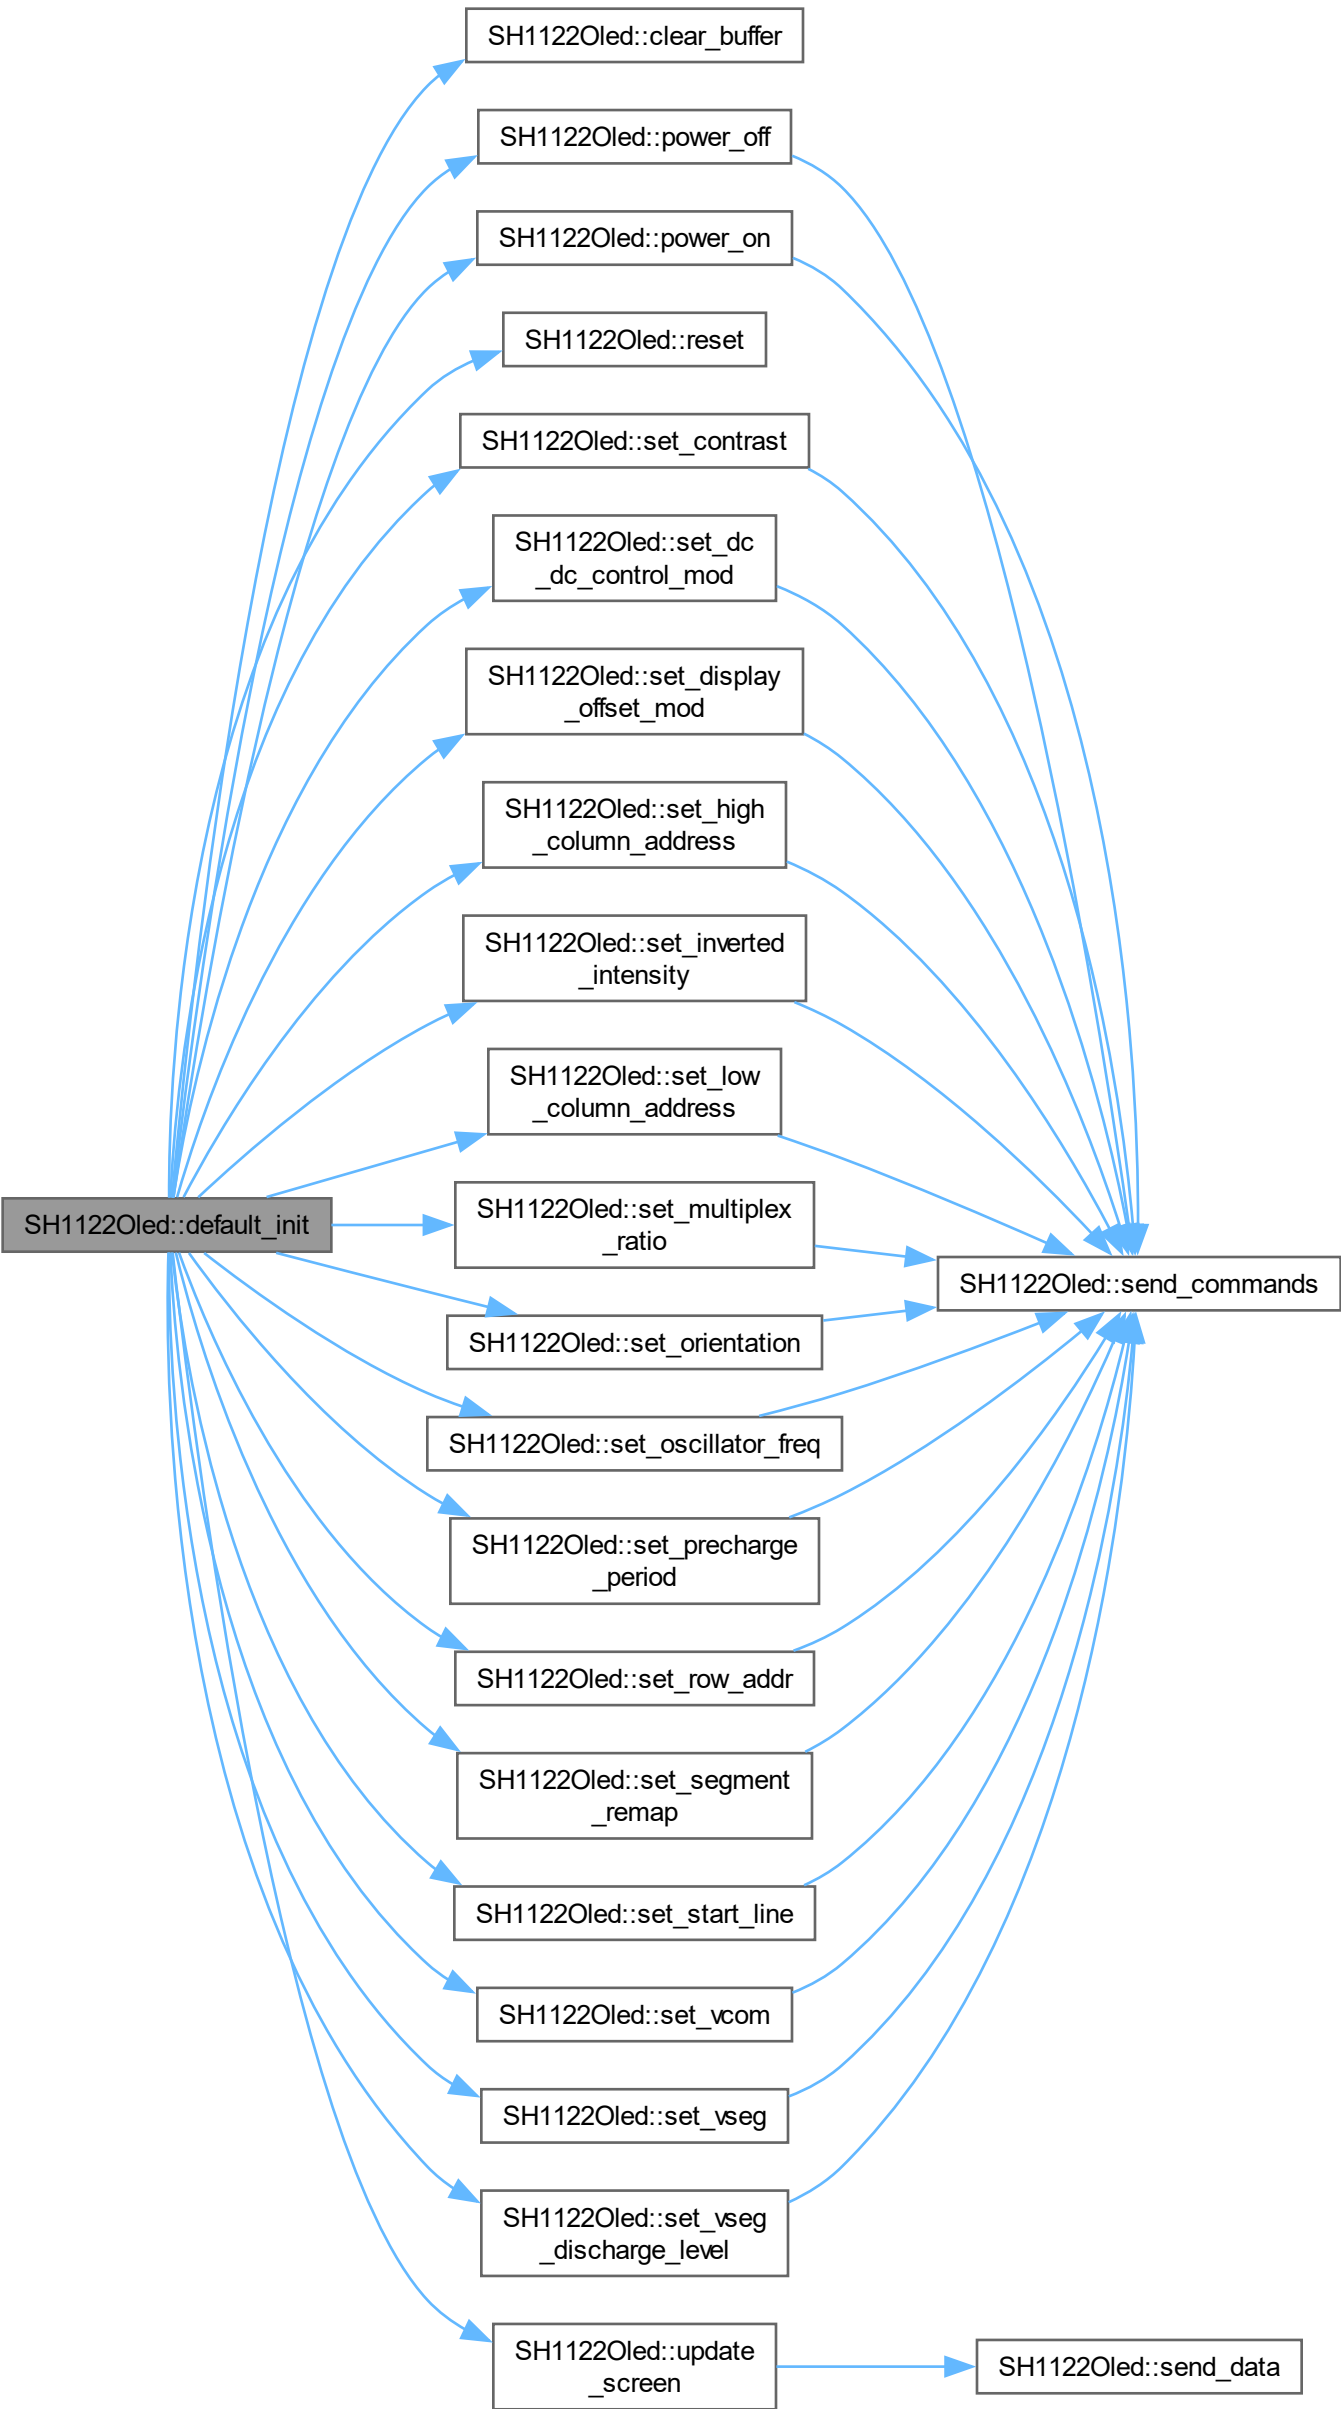 SH1122Oled::clear_buffer
SH1122Oled::power_off
SH1122Oled::power_on
SH1122Oled::reset
SH1122Oled::set_contrast
SH1122Oled::set_dc
_dc_control_mod
SH1122Oled::set_display
_offset_mod
SH1122Oled::set_high
_column_address
SH1122Oled::set_inverted
_intensity
SH1122Oled::set_low
_column_address
SH1122Oled::default_init
SH1122Oled::set_multiplex
_ratio
SH1122Oled::send_commands
SH1122Oled::set_orientation
SH1122Oled::set_oscillator_freq
SH1122Oled::set_precharge
_period
SH1122Oled::set_row_addr
SH1122Oled::set_segment
_remap
SH1122Oled::set_start_line
SH1122Oled::set_vcom
SH1122Oled::set_vseg
SH1122Oled::set_vseg
_discharge_level
SH1122Oled::update
_screen
SH1122Oled::send_data